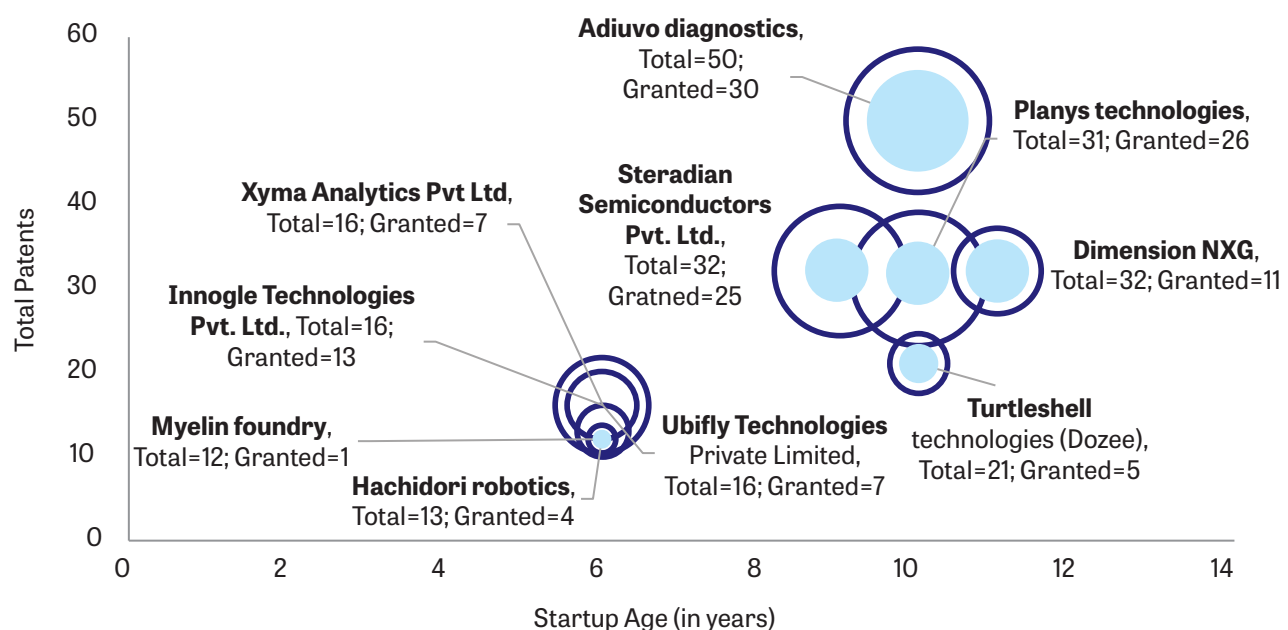 60
50
40
30
20
10
0
Total Patents
0
2
4
6
8
10
12
14
Startup Age (in years)
Adiuvo diagnostics,
Total=50;
Granted=30
Planys technologies,
Total=31; Granted=26
Steradian
Semiconductors
Pvt. Ltd.,
Total=32;
Gratned=25
Xyma Analytics Pvt Ltd,
Total=16; Granted=7
Dimension NXG,
Total=32; Granted=11
Innogle Technologies
Pvt. Ltd., Total=16;
Granted=13
Myelin foundry,
Total=12; Granted=1
Hachidori robotics,
Total=13; Granted=4
Ubifly Technologies
Private Limited,
Total=16; Granted=7
Turtleshell
technologies (Dozee),
Total=21; Granted=5